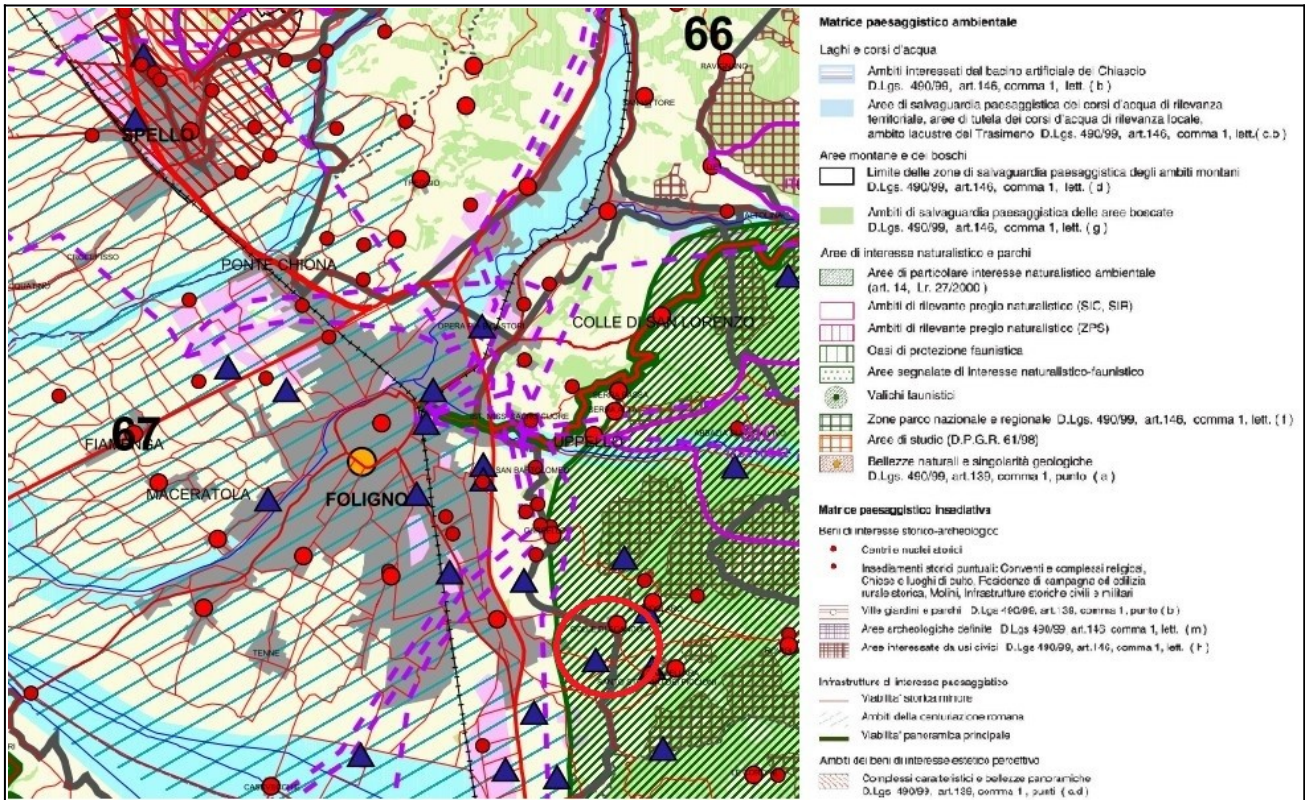 66
RAVIGNANO
SPELLO
PONTE CHIONA
COLLE DI SAN LORENZO
67
FIAMENGA
UPPELLO
MACERATOLA
SAN BARTOLOMEO
FOLIGNO
TENNE
Matrice paesaggistico ambientale
Laghi e corsi d'acqua
Ambiti interessati dal bacino artificiale del Chiascio
D.Lgs. 490/99, art.146, comma 1, lett. ( b )
Aree di salvaguardia paesaggistica dei corsi d'acqua di rilevanza
territoriale, aree di tutela dei corsi d'acqua di rilevanza locale,
ambito lacustre del Trasimeno D.Lgs. 490/99, art.146, comma 1, lett.( c.b )
Aree montane e dei boschi
Limite delle zone di salvaguardia paesaggistica degli ambiti montani
D.Lgs. 490/99, art.146, comma 1, lett. ( d )
Ambiti di salvaguardia paesaggistica delle aree boscate
D.Lgs. 490/99, art.146, comma 1, lett. ( g )
Aree di interesse naturalistico e parchi
Aree di particolare interesse naturalistico ambientale
(art. 14, l.r. 27/2000 )
Ambiti di rilevante pregio naturalistico (SIC, SIR)
Ambiti di rilevante pregio naturalistico (ZPS)
Oasi di protezione faunistica
Aree segnalate di interesse naturalistico-faunistico
Valichi faunistici
Zone parco nazionale e regionale D.Lgs. 490/99, art.146, comma 1, lett. ( f )
Aree di studio (D.P.G.R. 61/98)
Bellezze naturali e singolarità geologiche
D.Lgs. 490/99, art.139, comma 1, punto ( a )
Matrice paesaggistico insediativa
Beni di interesse storico-archeologico
Centri e nuclei storici
Insediamenti storici puntuali: Conventi e complessi religiosi,
Chiese e luoghi di culto, Residenze di campagna ed edilizia
rurale storica, Molini, Infrastrutture storiche civili e militari
Ville giardini e parchi D.Lgs 490/99, art.139, comma 1, punto ( b )
Aree archeologiche definite D.Lgs 490/99, art.146 comma 1, lett. ( m )
Aree interessate da usi civici D.Lgs 490/99, art.146, comma 1, lett. ( h )
Infrastrutture di interesse paesaggistico
Viabilita' storica minore
Ambiti della centuriazione romana
Viabilita' panoramica principale
Ambiti dei beni di interesse estetico percettivo
Complessi caratteristici e bellezze panoramiche
D.Lgs. 490/99, art.139, comma 1, punti ( c.d )